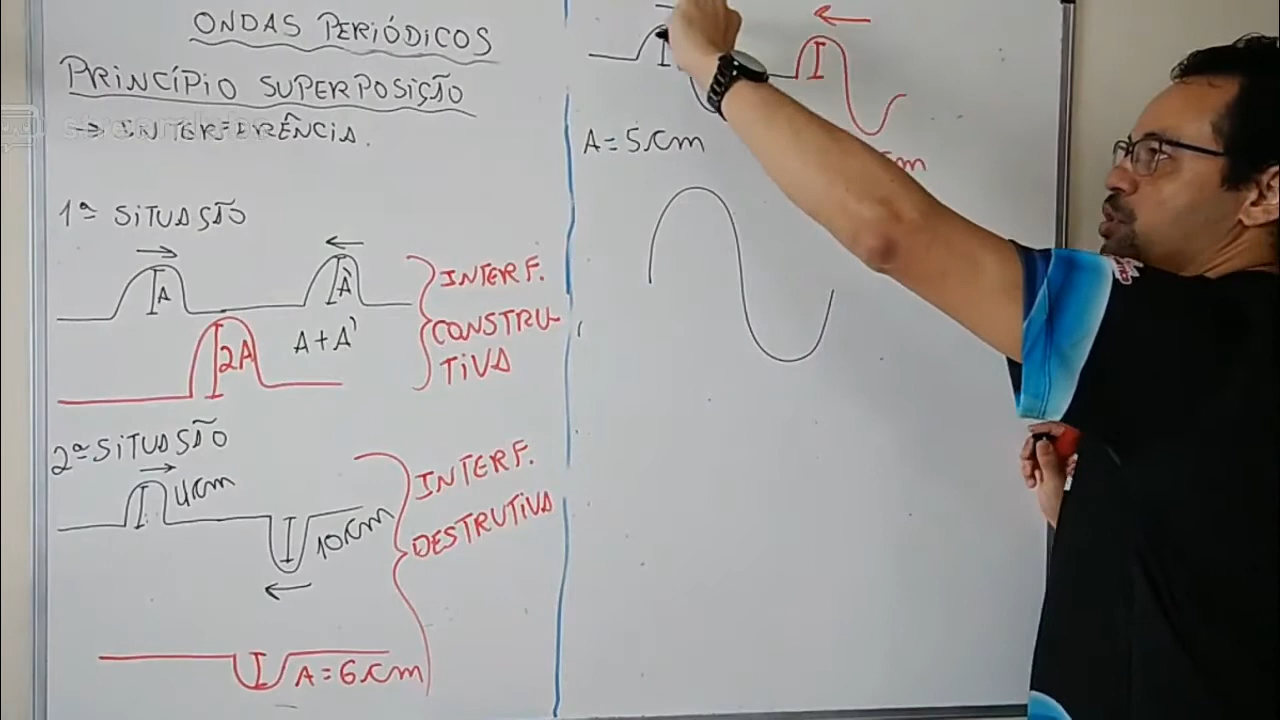 ONDAS PERIÓDICOS
PRINCÍPIO SUPERPOSIÇÃO
→ INTERFERÊNCIA.
1ª SITUAÇÃO
A
A'
2A
A + A'
INTERF.
CONSTRU-
TIVA
2ª SITUAÇÃO
4cm
10cm
INTERF.
DESTRUTIVA
A = 6cm
A = 5cm